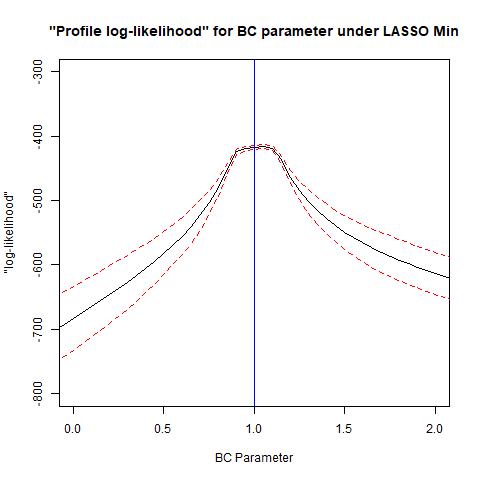 "Profile log-likelihood" for BC parameter under LASSO Min
"log-likelihood"
-300
-400
-500
-600
-700
-800
0.0 0.5 1.0 1.5 2.0
BC Parameter